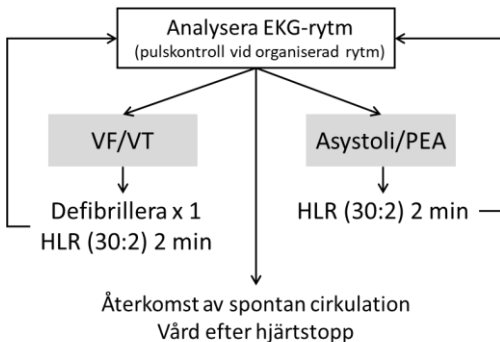 Analysera EKG-rytm
(pulskontroll vid organiserad rytm)
VF/VT
Asystoli/PEA
Defibrillera x 1
HLR (30:2) 2 min
HLR (30:2) 2 min
Återkomst av spontan cirkulation
Vård efter hjärtstopp